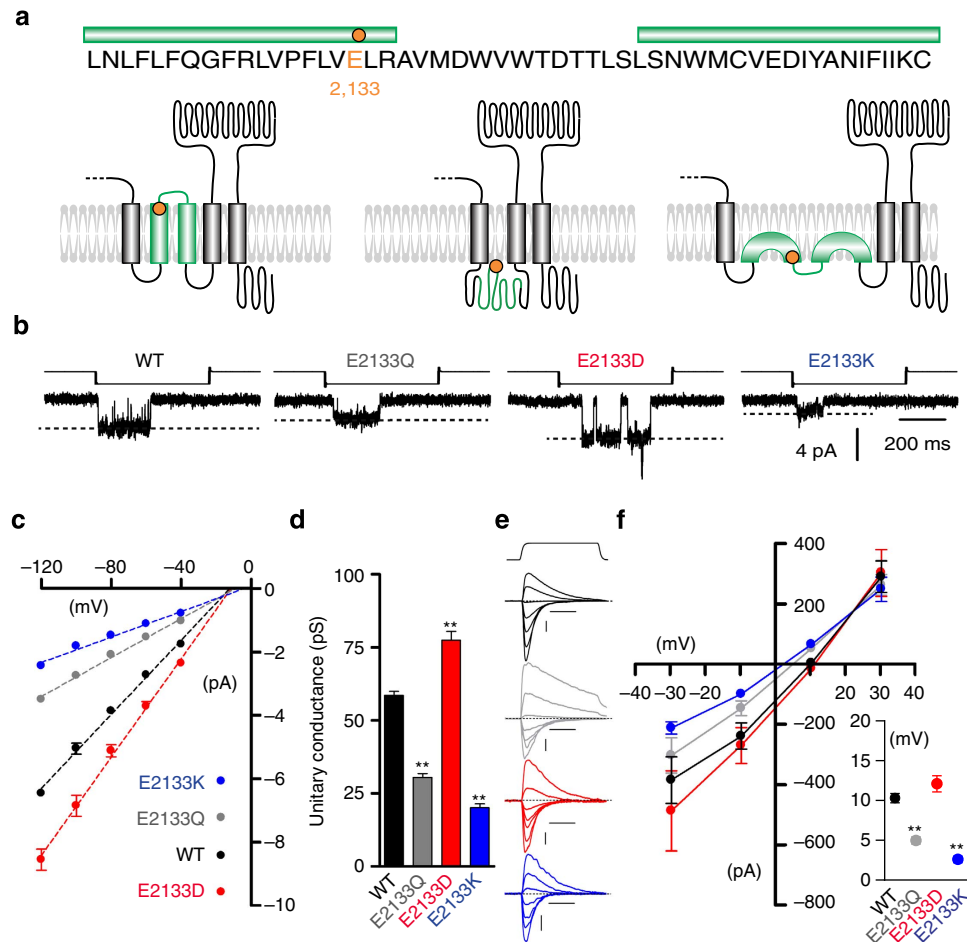 a
LNLFLFQGFRLVPFLVELRAVMDWVWTDTTLSLSNWMCVEDIYANIFIIKC
2,133
b
WT
E2133Q
E2133D
E2133K
4 pA
200 ms
c
−120 −80 −40 0
(mV)
0
−2
−4
−6
−8
−10
(pA)
E2133K
E2133Q
WT
E2133D
d
Unitary conductance (pS)
100
75
50
25
0
**
**
**
WT
E2133Q
E2133D
E2133K
e
f
400
200
(mV)
−40 −30 −20 −10
20 30 40
−200
−400
−600
−800
(pA)
20
15
10
5
0
(mV)
**
**
WT
E2133Q
E2133D
E2133K